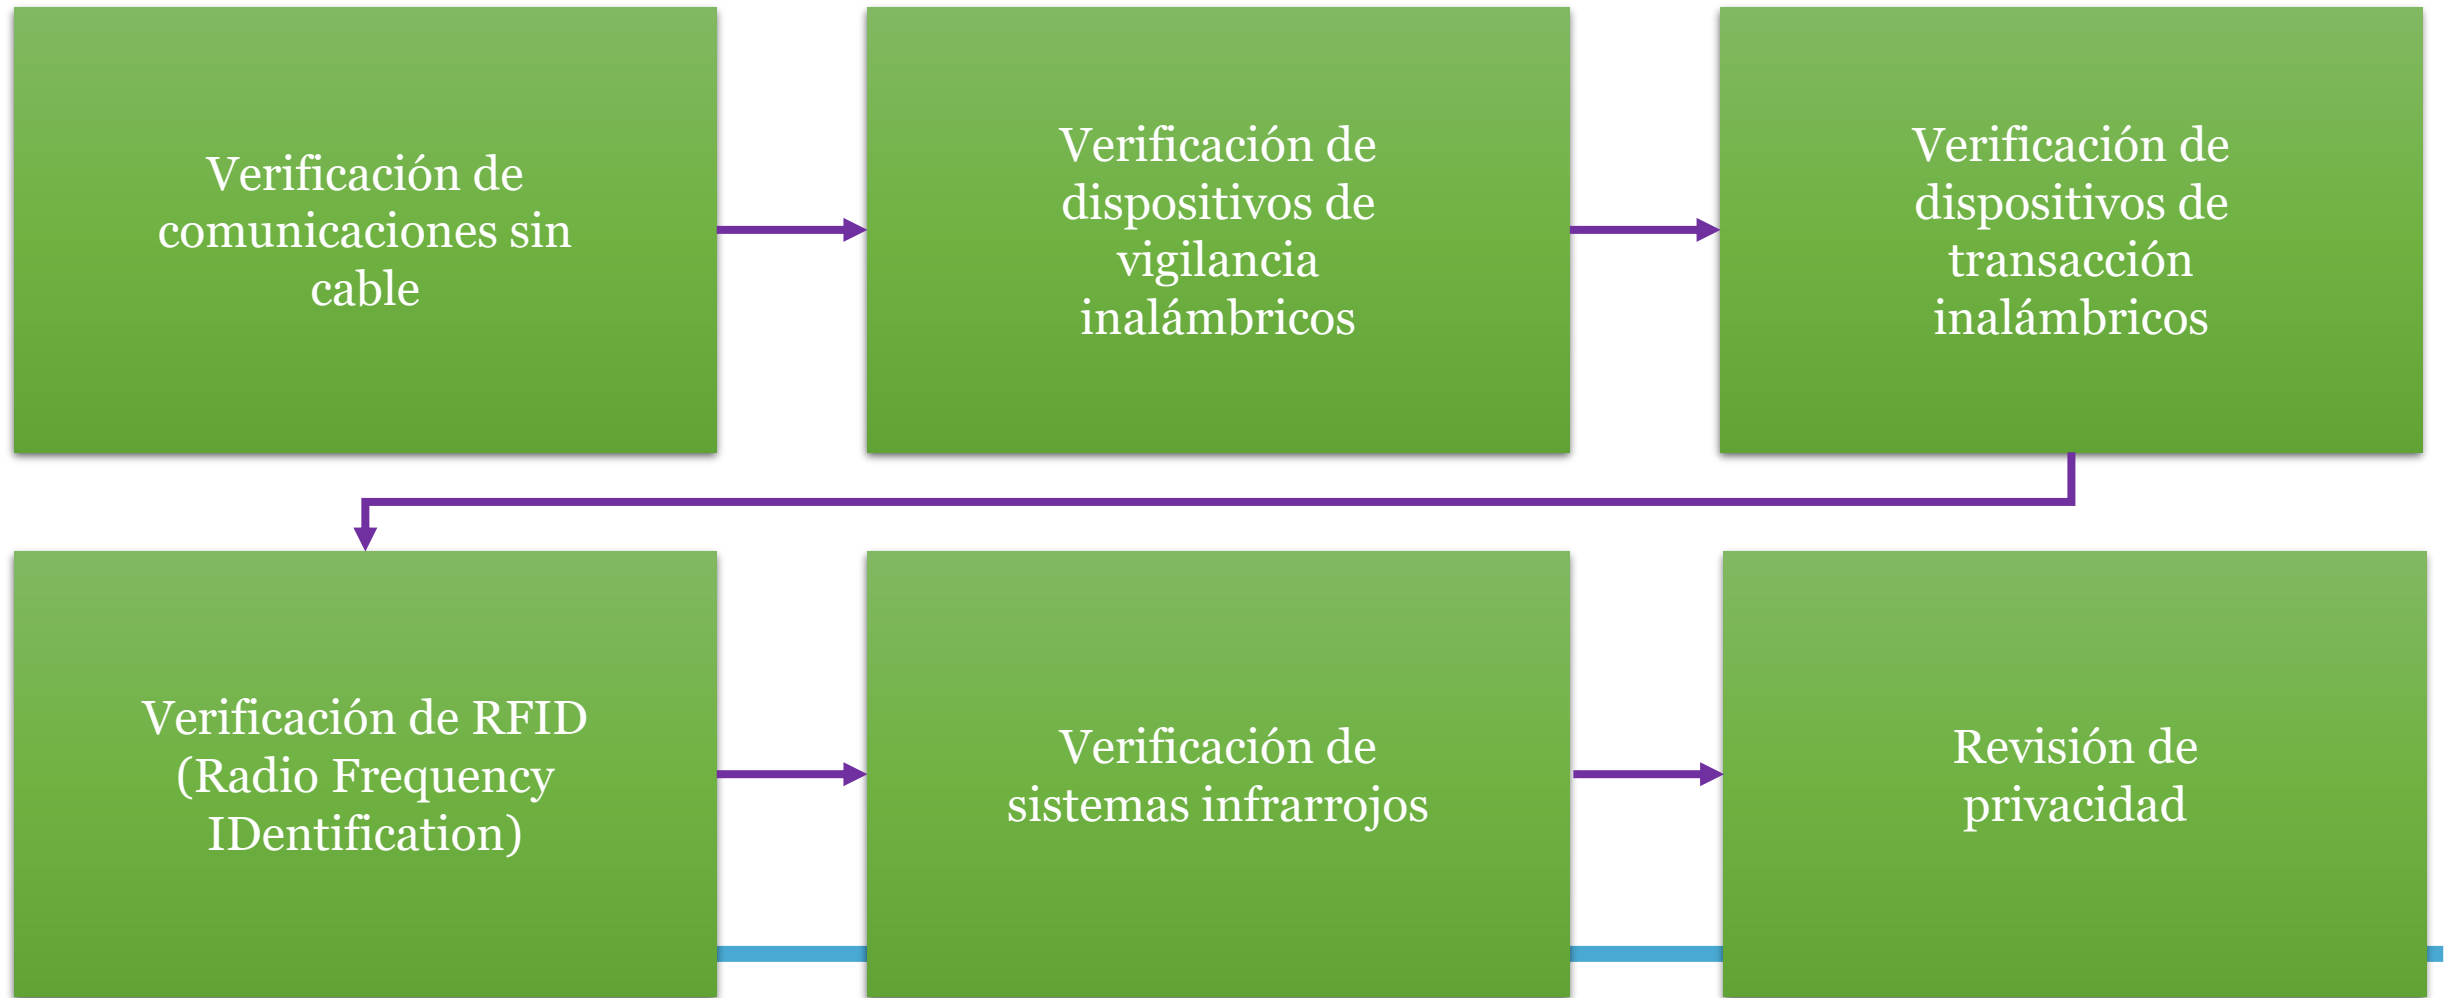 Verificación de
comunicaciones sin
cable
Verificación de
dispositivos de
vigilancia
inalámbricos
Verificación de
dispositivos de
transacción
inalámbricos
Verificación de RFID
(Radio Frequency
IDentification)
Verificación de
sistemas infrarrojos
Revisión de
privacidad